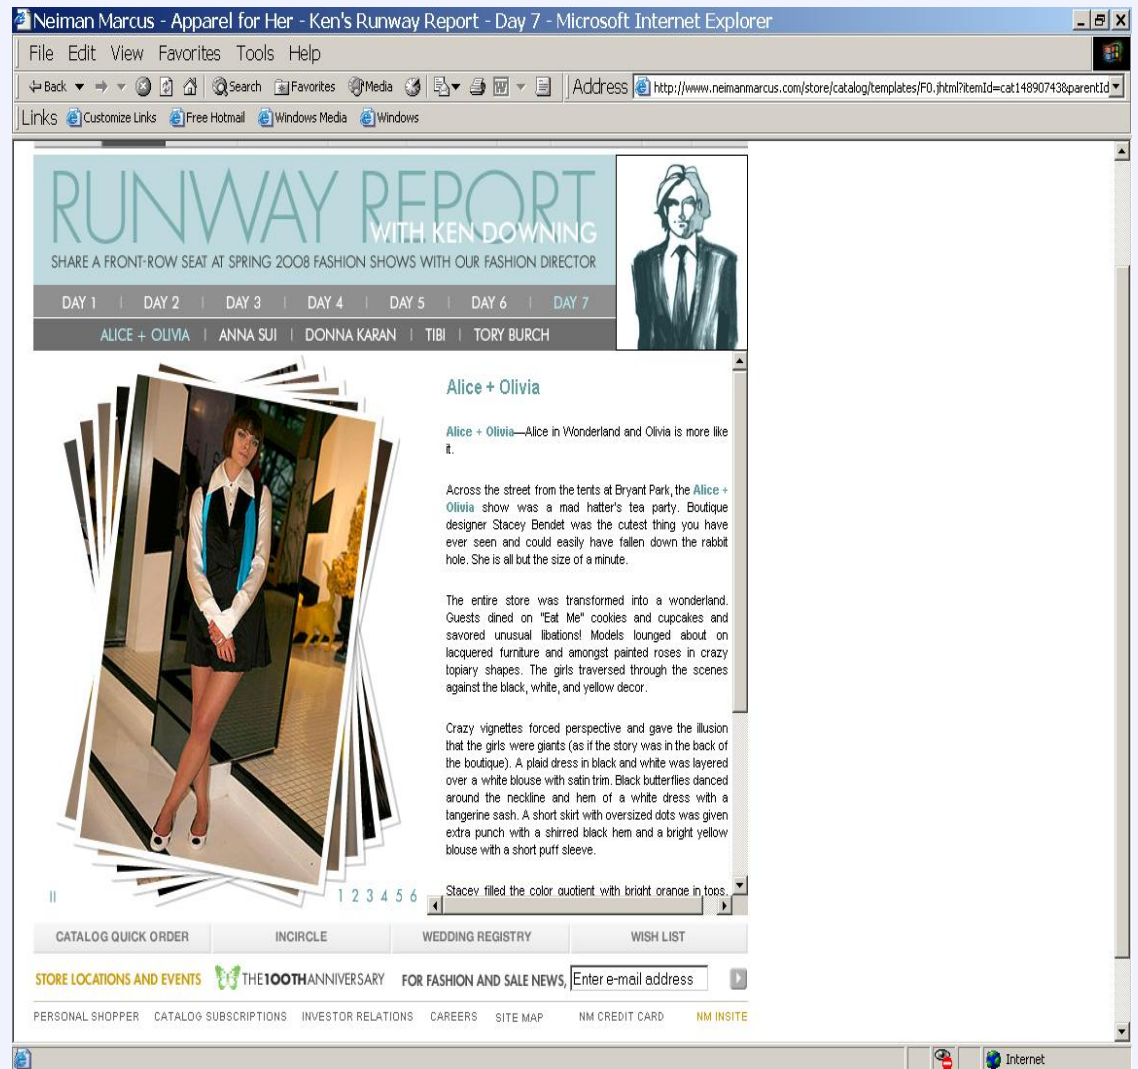 Neiman Marcus - Apparel for Her - Ken's Runway Report - Day 7 - Microsoft Internet Explorer
File Edit View Favorites Tools Help
Back Search Favorites Media Address http://www.neimanmarcus.com/store/catalog/templates/F0.jhtml?itemId=cat14890743&parentId
Links Customize Links Free Hotmail Windows Media Windows
RUNWAY REPORT
WITH KEN DOWNING
SHARE A FRONT-ROW SEAT AT SPRING 2008 FASHION SHOWS WITH OUR FASHION DIRECTOR
DAY 1 | DAY 2 | DAY 3 | DAY 4 | DAY 5 | DAY 6 | DAY 7
ALICE + OLIVIA | ANNA SUI | DONNA KARAN | TIBI | TORY BURCH
Alice + Olivia
Alice + Olivia—Alice in Wonderland and Olivia is more like
it.
Across the street from the tents at Bryant Park, the Alice +
Olivia show was a mad hatter's tea party. Boutique
designer Stacey Bendet was the cutest thing you have
ever seen and could easily have fallen down the rabbit
hole. She is all but the size of a minute.
The entire store was transformed into a wonderland.
Guests dined on "Eat Me" cookies and cupcakes and
savored unusual libations! Models lounged about on
lacquered furniture and amongst painted roses in crazy
topiary shapes. The girls traversed through the scenes
against the black, white, and yellow decor.
Crazy vignettes forced perspective and gave the illusion
that the girls were giants (as if the story was in the back of
the boutique). A plaid dress in black and white was layered
over a white blouse with satin trim. Black butterflies danced
around the neckline and hem of a white dress with a
tangerine sash. A short skirt with oversized dots was given
extra punch with a shirred black hem and a bright yellow
blouse with a short puff sleeve.
Stacey filled the color quotient with bright orange in tops,
1 2 3 4 5 6
CATALOG QUICK ORDER INCIRCLE WEDDING REGISTRY WISH LIST
STORE LOCATIONS AND EVENTS THE 100TH ANNIVERSARY FOR FASHION AND SALE NEWS, Enter e-mail address
PERSONAL SHOPPER CATALOG SUBSCRIPTIONS INVESTOR RELATIONS CAREERS SITE MAP NM CREDIT CARD NM INSITE
Internet